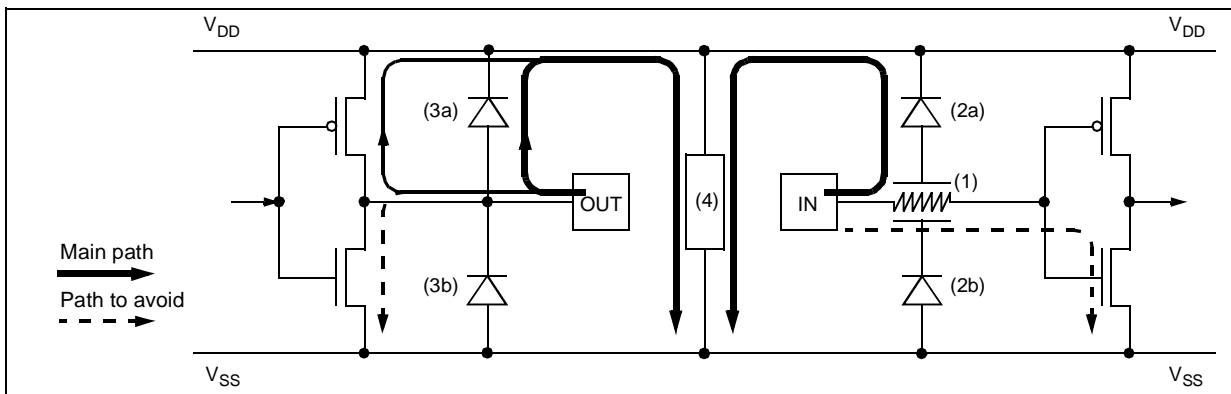 VDD
VDD
(3a)
(2a)
(1)
OUT
(4)
IN
Main path
Path to avoid
(3b)
(2b)
VSS
VSS